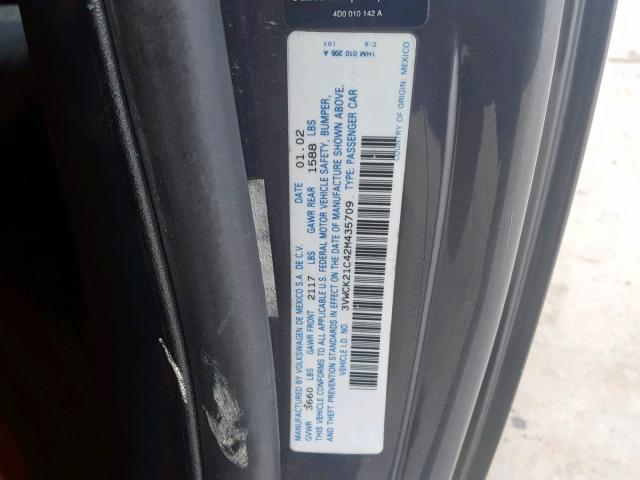 4D0 010 142 A
1HM 010 205 A C:8
191
MANUFACTURED BY VOLKSWAGEN DE MEXICO S.A. DE C.V. DATE 01.02
GVWR 3660 LBS GAWR FRONT 2117 LBS GAWR REAR 1588 LBS
THIS VEHICLE CONFORMS TO ALL APPLICABLE U.S. FEDERAL MOTOR VEHICLE SAFETY, BUMPER,
AND THEFT PREVENTION STANDARDS IN EFFECT ON THE DATE OF MANUFACTURE SHOWN ABOVE.
VEHICLE I.D. NO. 3VWCK21C42M435709 TYPE: PASSENGER CAR
COUNTRY OF ORIGIN: MEXICO